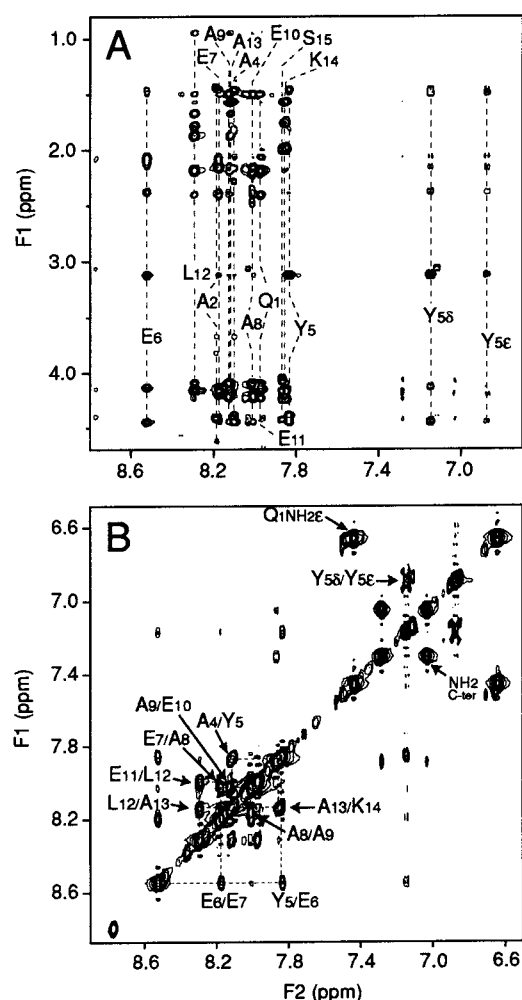 A
A9
A13
E10
S15
E7
A4
K14
1.0
2.0
3.0
4.0
F1 (ppm)
L12
A2
Q1
E6
A8
Y5
Y5δ
Y5ε
E11
8.6
8.2
7.8
7.4
7.0
B
6.6
7.0
7.4
7.8
8.2
8.6
F1 (ppm)
Q1NH2ε
Y5δ/Y5ε
NH2
C-ter
A9/E10
A4/Y5
E7/A8
E11/L12
L12/A13
A13/K14
A8/A9
E6/E7
Y5/E6
8.6
8.2
7.8
7.4
7.0
6.6
F2 (ppm)